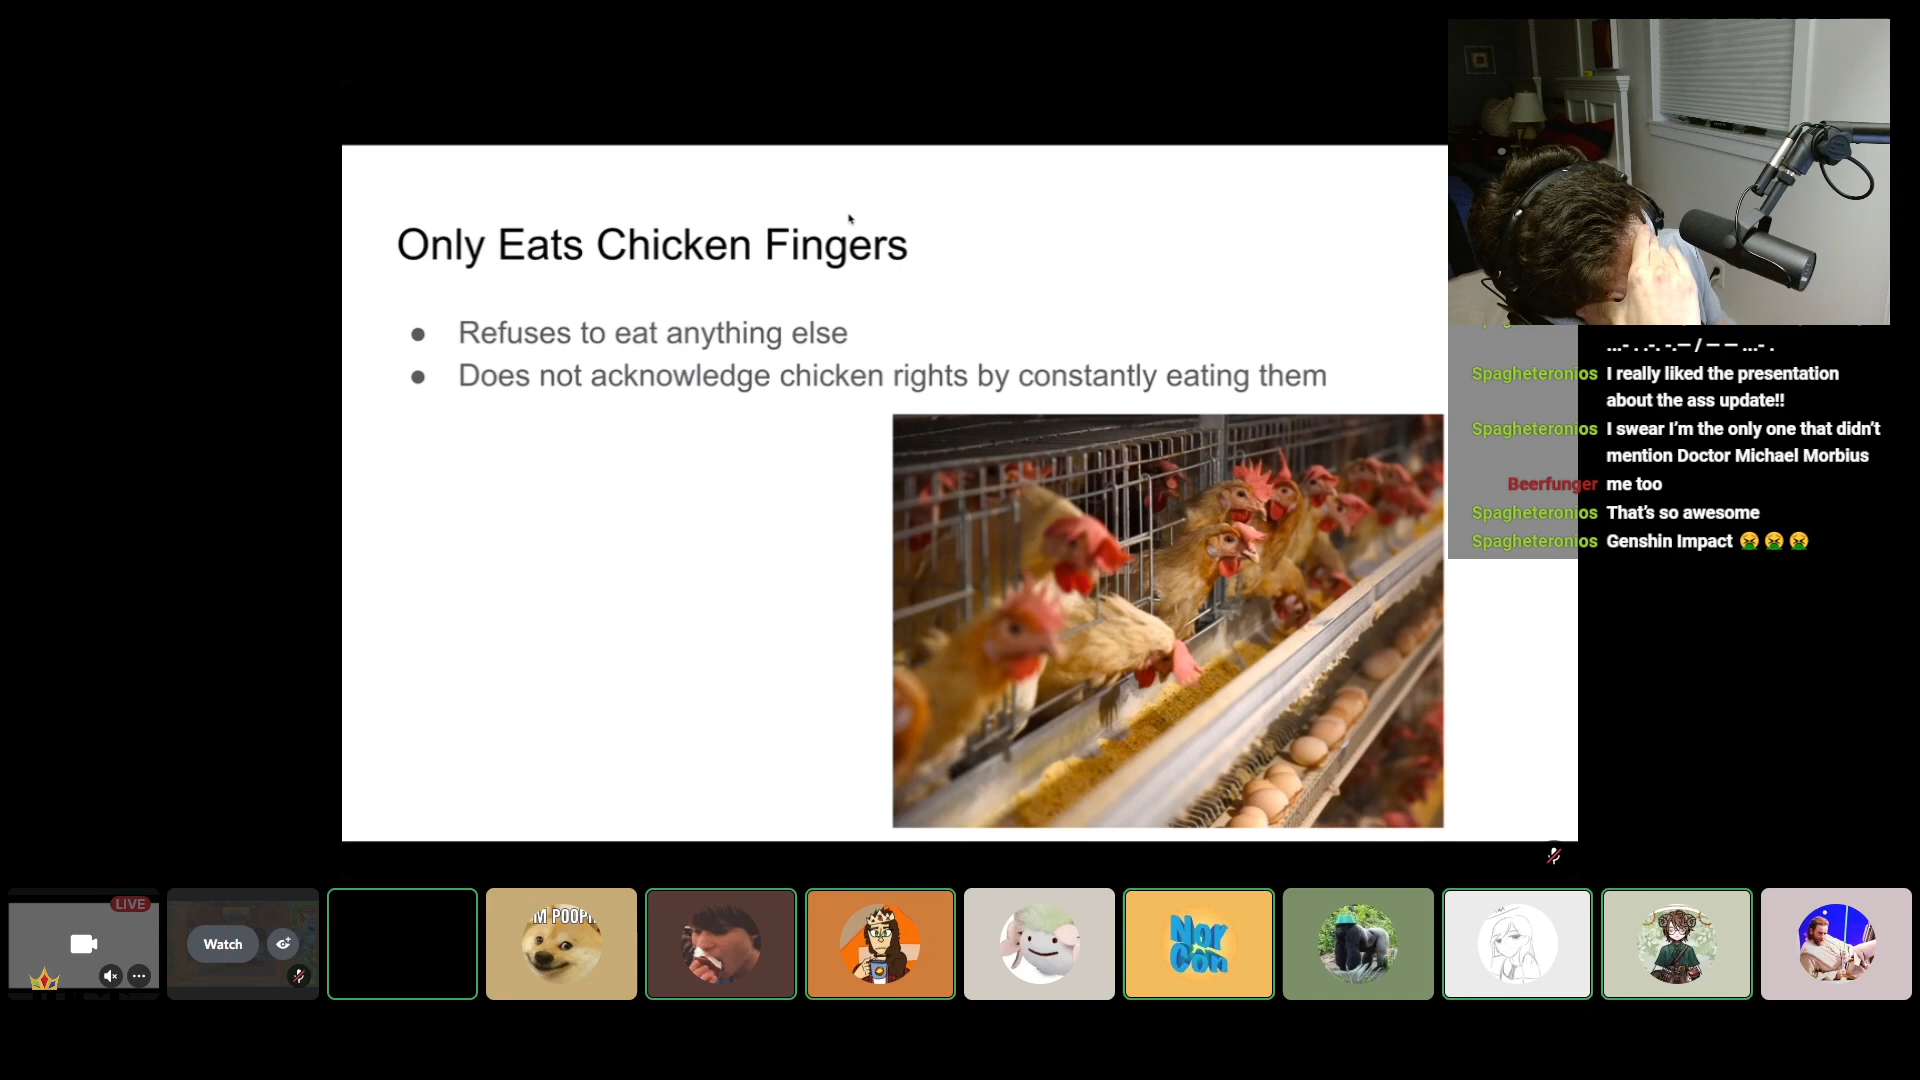 Only Eats Chicken Fingers
● Refuses to eat anything else
● Does not acknowledge chicken rights by constantly eating them
...- . .-. -.— / — — ...- .
Spagheteronios I really liked the presentation
about the ass update!!
Spagheteronios I swear I’m the only one that didn’t
mention Doctor Michael Morbius
Beerfunger me too
Spagheteronios That’s so awesome
Spagheteronios Genshin Impact 🤮 🤮 🤮
LIVE
Watch
Nor
Con